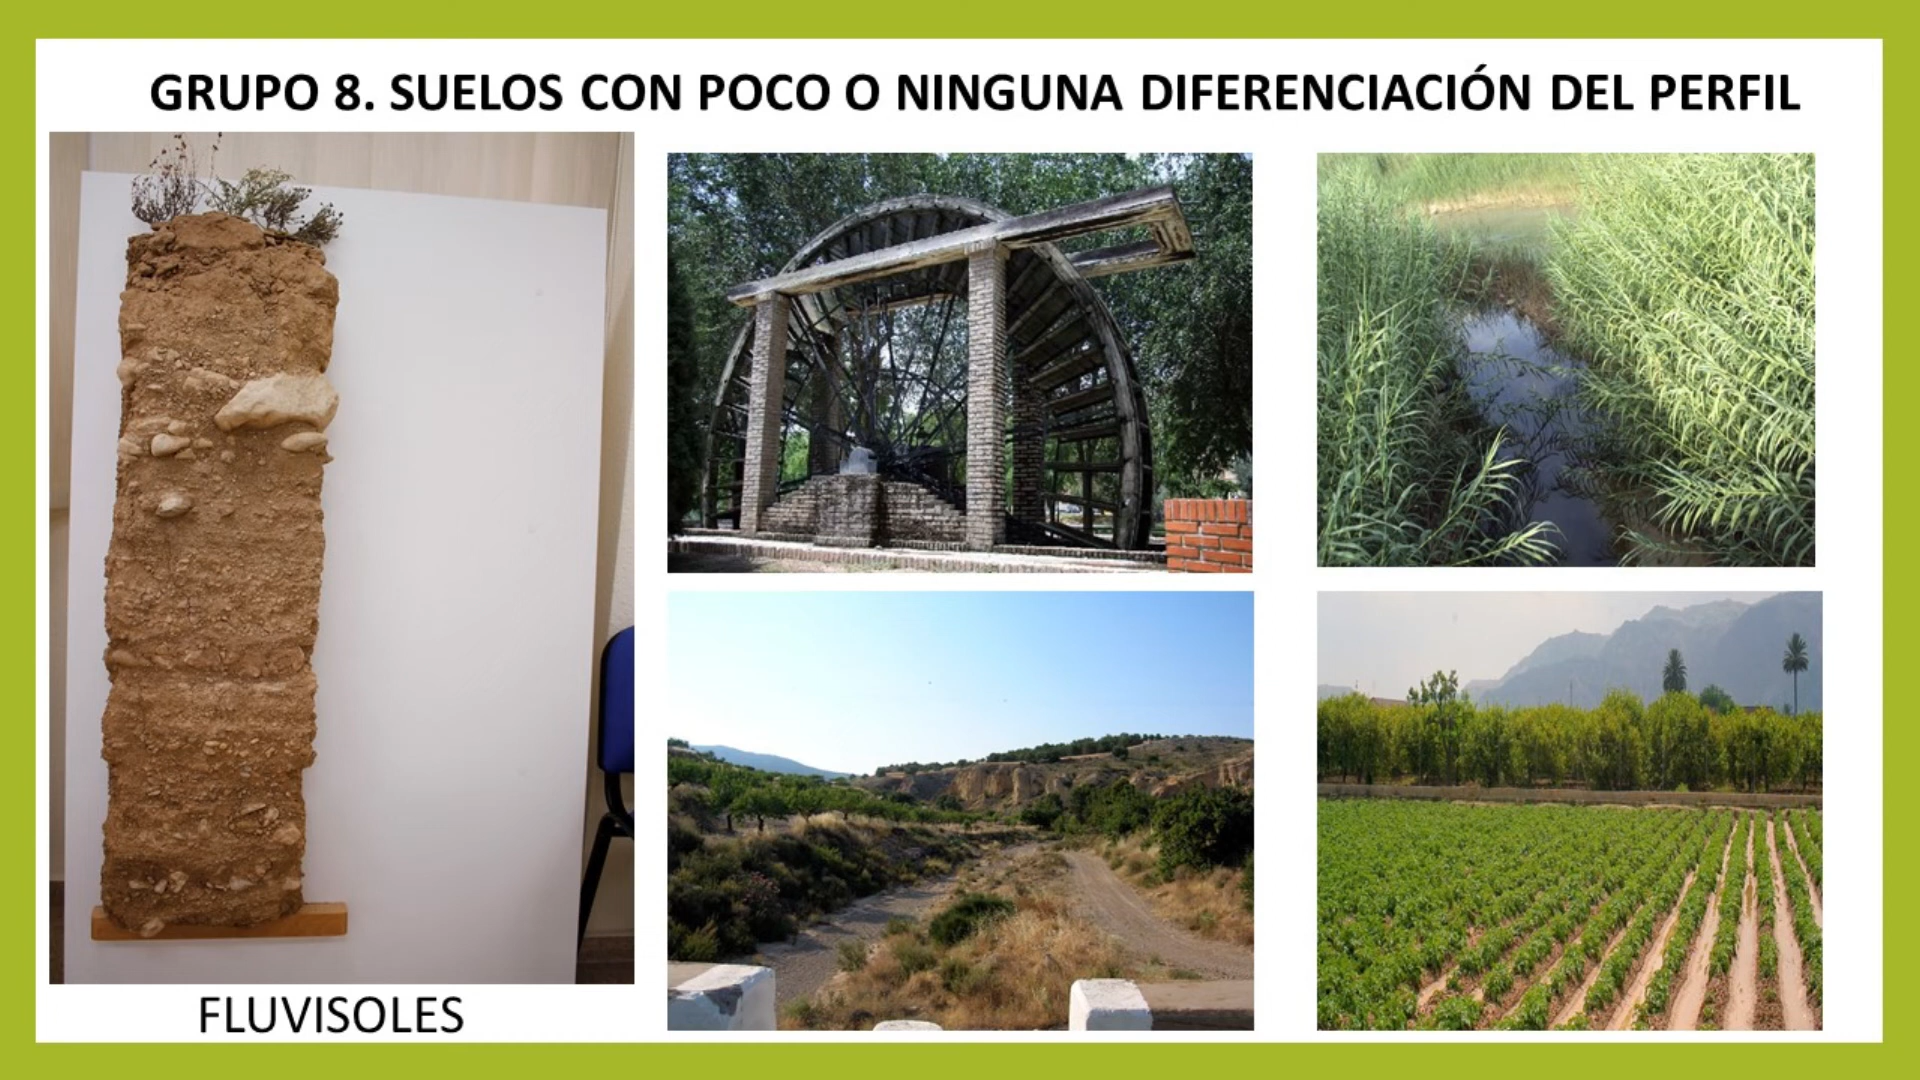 GRUPO 8. SUELOS CON POCO O NINGUNA DIFERENCIACIÓN DEL PERFIL
FLUVISOLES